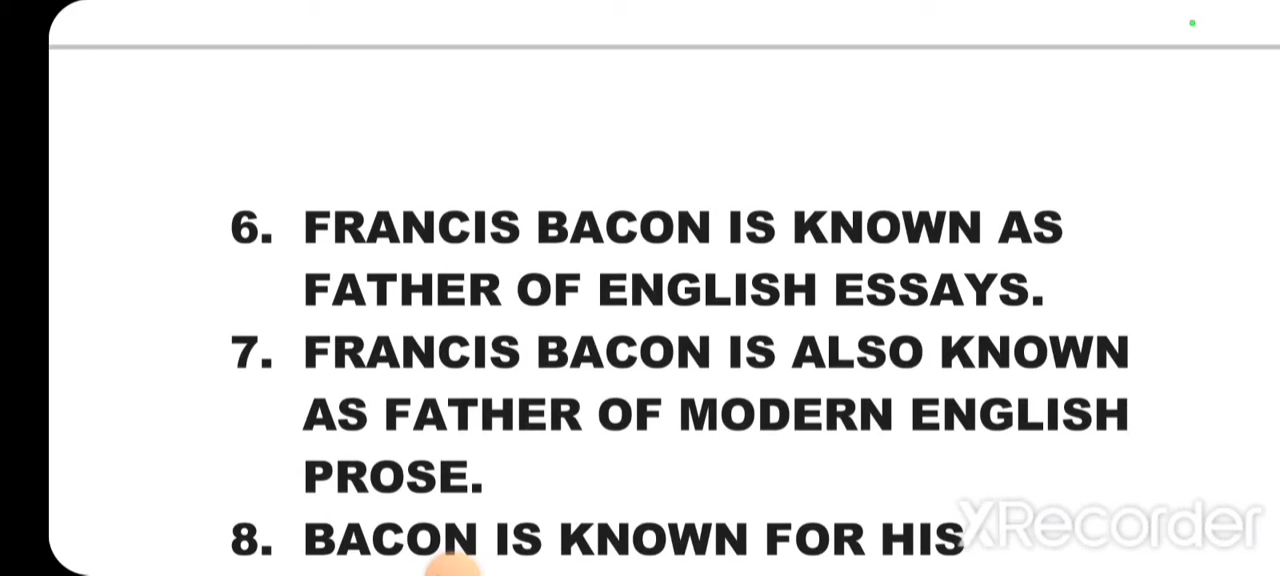 6. FRANCIS BACON IS KNOWN AS
FATHER OF ENGLISH ESSAYS.
7. FRANCIS BACON IS ALSO KNOWN
AS FATHER OF MODERN ENGLISH
PROSE.
8. BACON IS KNOWN FOR HIS
XRecorder